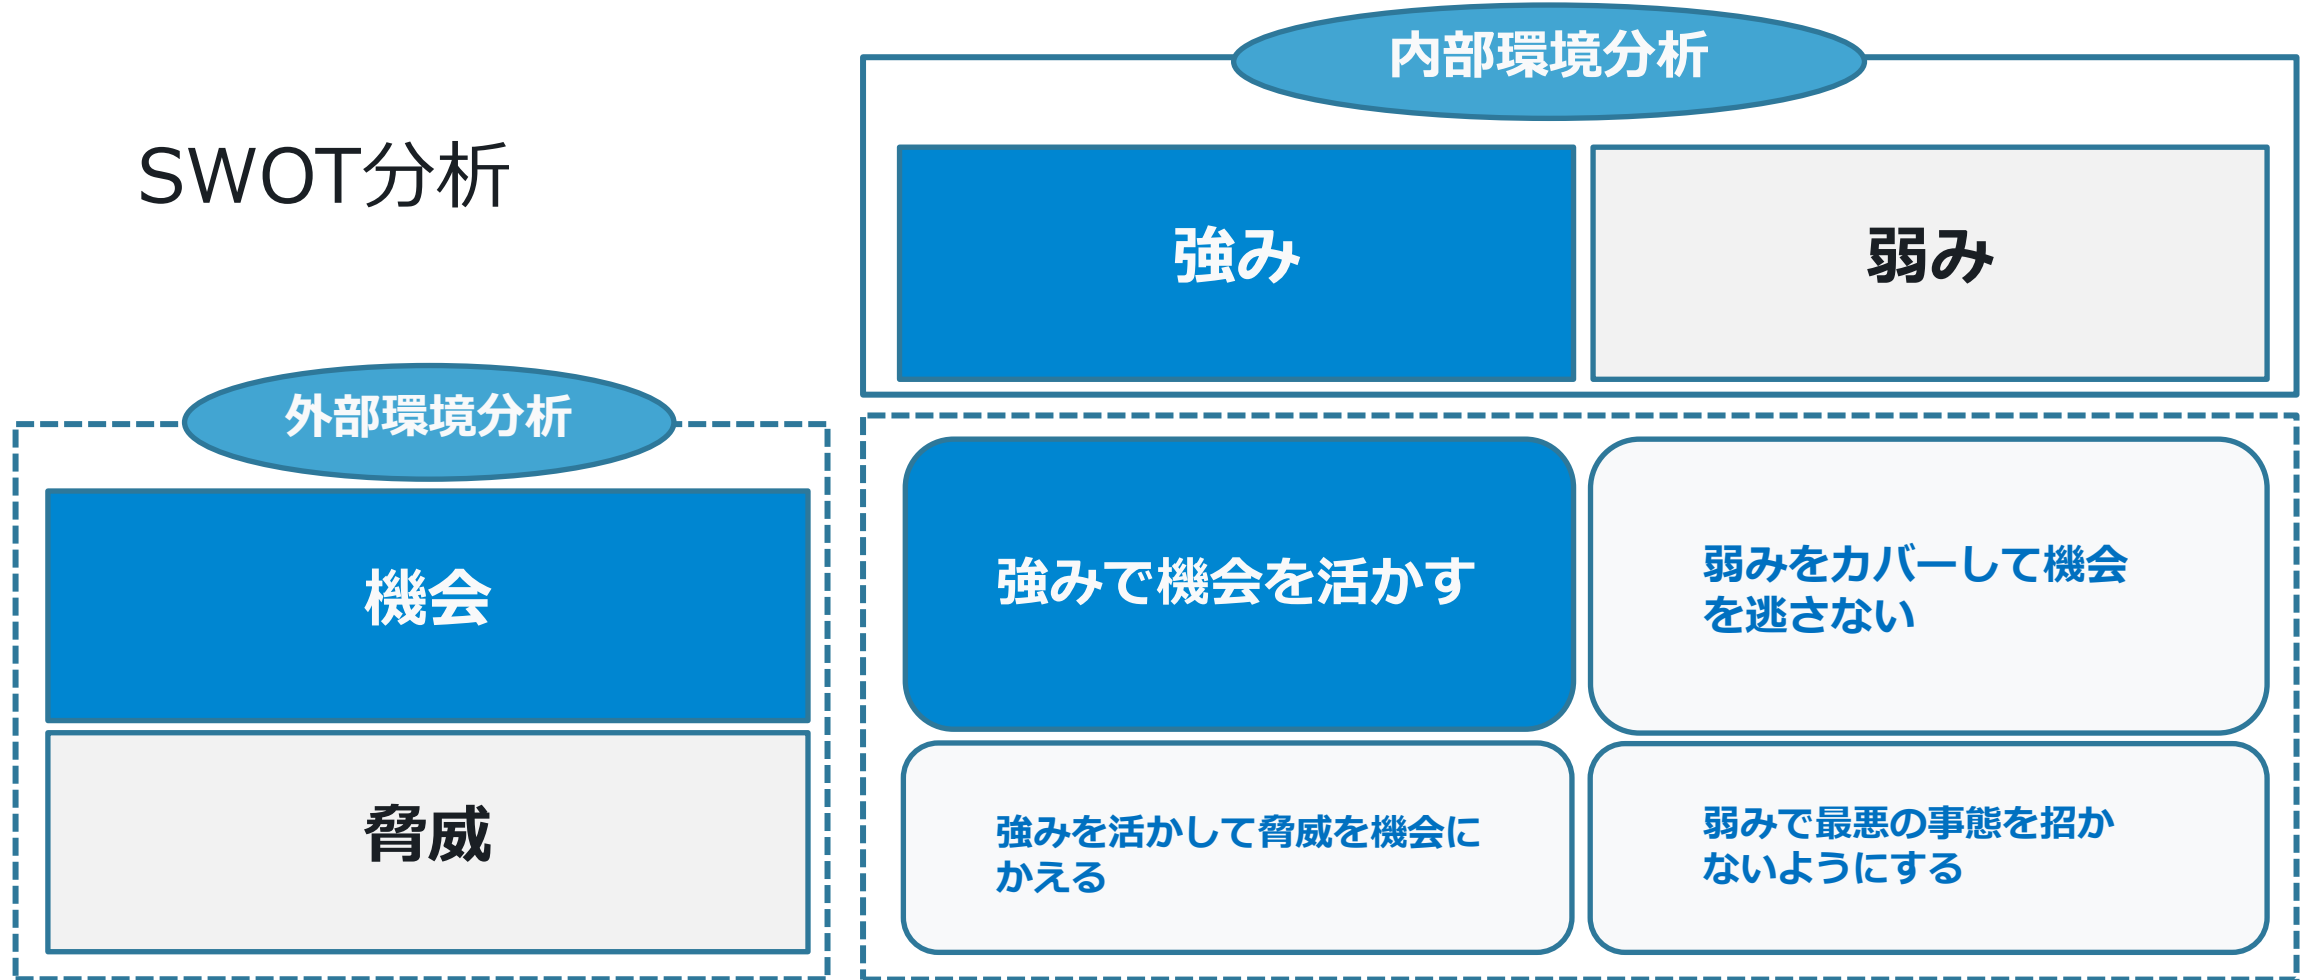 内部環境分析
SWOT分析
強み
弱み
外部環境分析
機会
強みで機会を活かす
弱みをカバーして機会
を逃さない
脅威
強みを活かして脅威を機会に
かえる
弱みで最悪の事態を招か
ないようにする